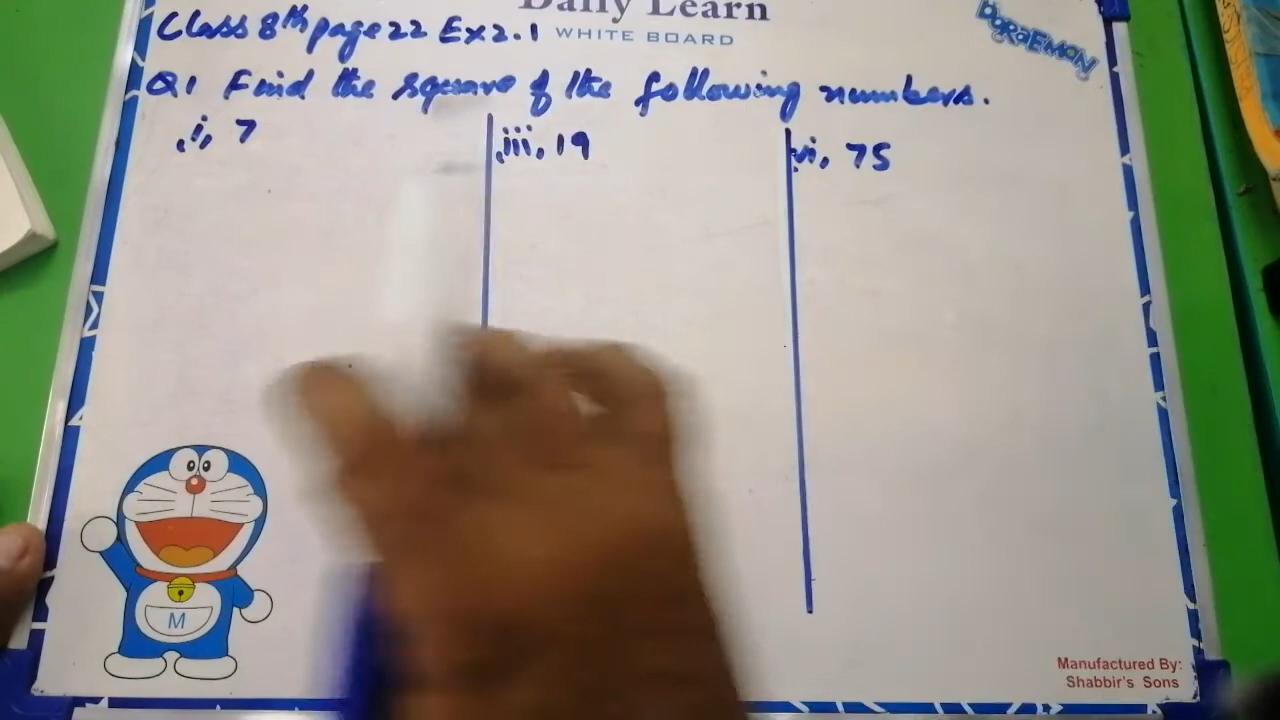 Daily Learn
WHITE BOARD
DORAEMON
Class 8th page 22 Ex 2.1
Q1 Find the square of the following numbers.
,i, 7
,iii, 19
,vi, 75
M
Manufactured By:
Shabbir's Sons